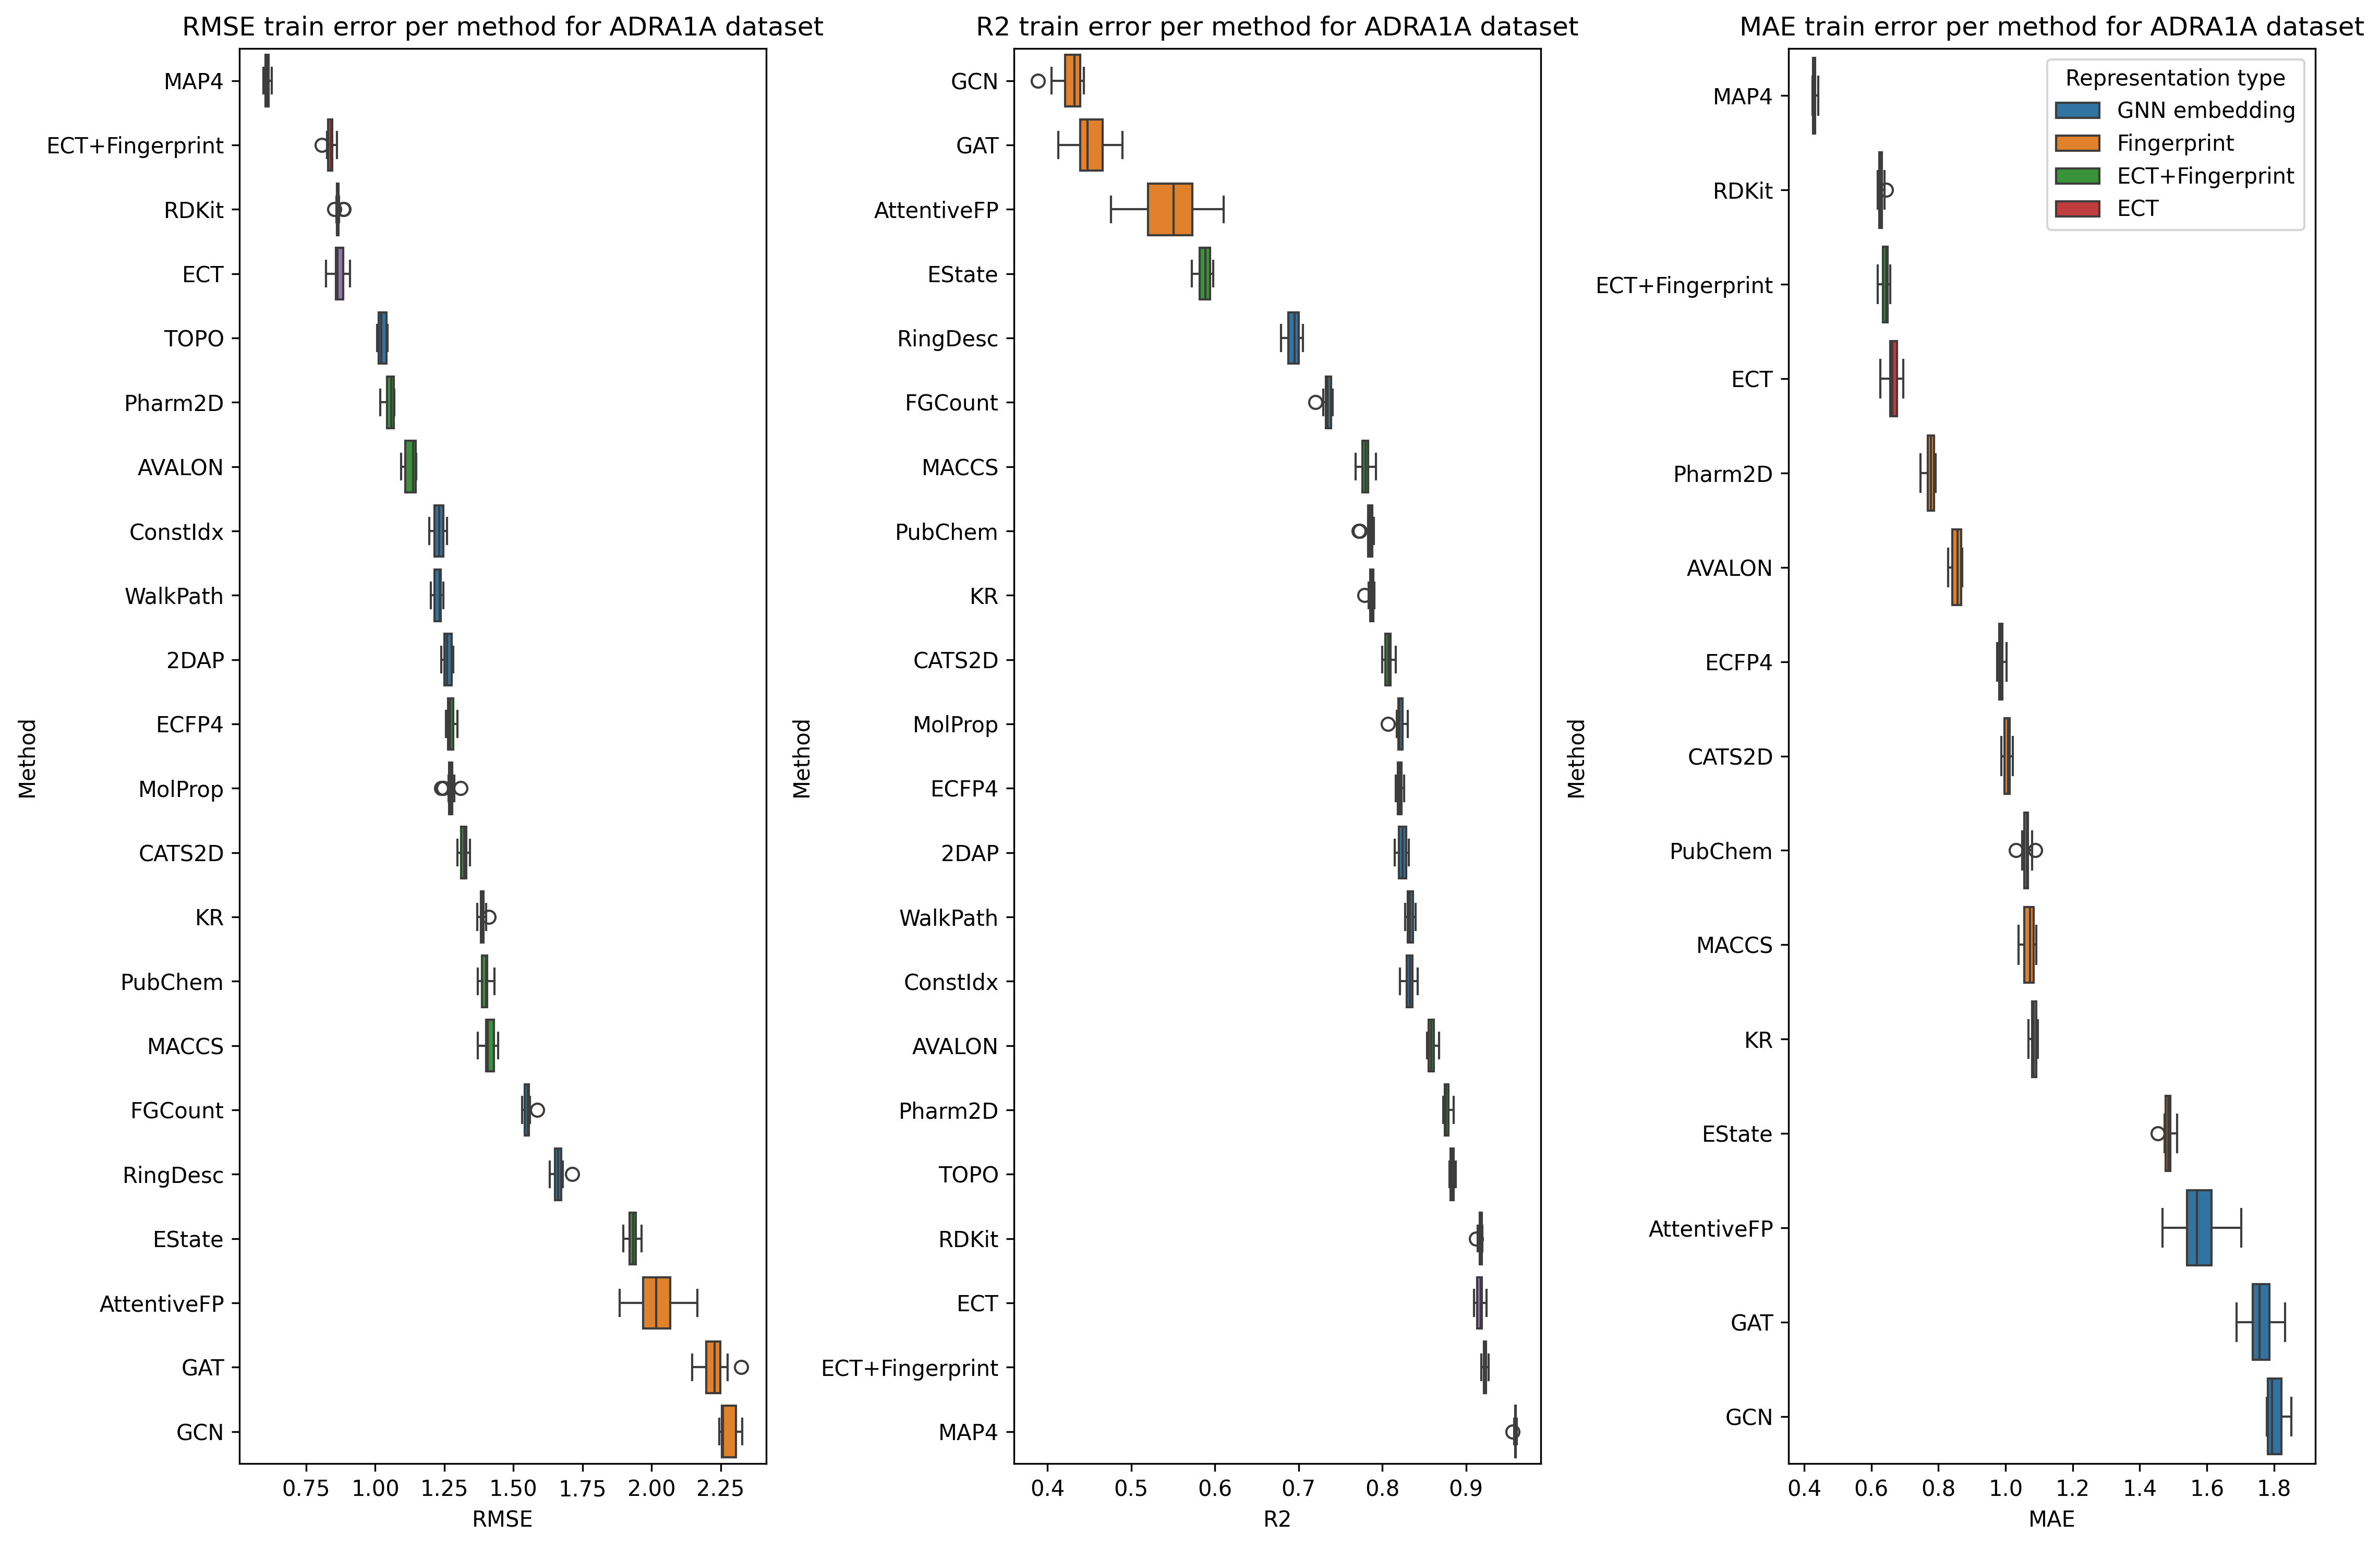 RMSE train error per method for ADRA1A dataset
Method
MAP4
ECT+Fingerprint
RDKit
ECT
TOPO
Pharm2D
AVALON
ConstIdx
WalkPath
2DAP
ECFP4
MolProp
CATS2D
KR
PubChem
MACCS
FGCount
RingDesc
EState
AttentiveFP
GAT
GCN
0.75 1.00 1.25 1.50 1.75 2.00 2.25
RMSE
R2 train error per method for ADRA1A dataset
Method
GCN
GAT
AttentiveFP
EState
RingDesc
FGCount
MACCS
PubChem
KR
CATS2D
MolProp
ECFP4
2DAP
WalkPath
ConstIdx
AVALON
Pharm2D
TOPO
RDKit
ECT
ECT+Fingerprint
MAP4
0.4 0.5 0.6 0.7 0.8 0.9
R2
MAE train error per method for ADRA1A dataset
Method
MAP4
RDKit
ECT+Fingerprint
ECT
Pharm2D
AVALON
ECFP4
CATS2D
PubChem
MACCS
KR
EState
AttentiveFP
GAT
GCN
0.4 0.6 0.8 1.0 1.2 1.4 1.6 1.8
MAE
Representation type
GNN embedding
Fingerprint
ECT+Fingerprint
ECT